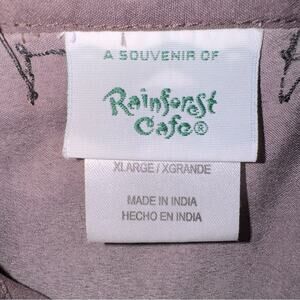 A SOUVENIR OF
Rainforest
Cafe®
XLARGE / XGRANDE
MADE IN INDIA
HECHO EN INDIA